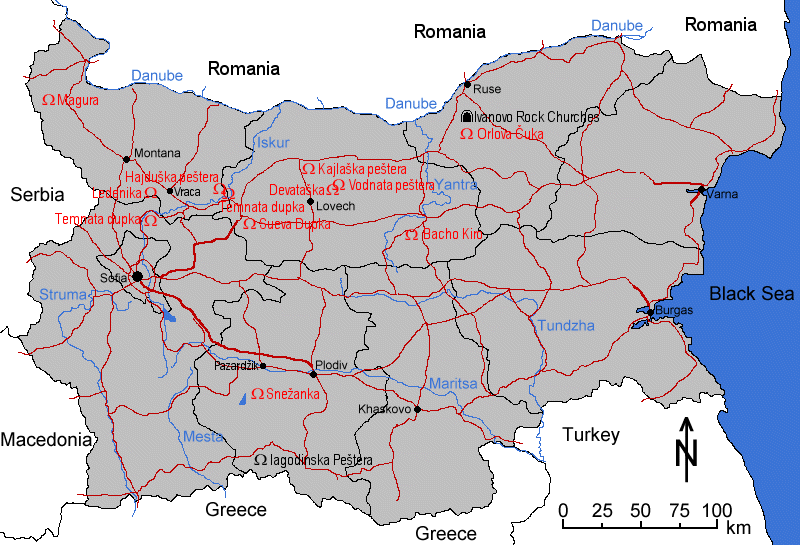 Danube
Romania
Romania
Danube
Romania
Ruse
Magura
Danube
Ivanovo Rock Churches
Orlova Čuka
Iskur
Montana
Hajduška peštera
Kajlaška peštera
Serbia
Ledenika
Vraca
Devataška
Vodnata peštera
Yantra
Varna
Temnata dupka
Temnata dupka
Lovech
Sueva Dupka
Bacho Kiro
Sofia
Struma
Black Sea
Burgas
Tundzha
Pazardžik
Plodiv
Maritsa
Snežanka
Khaskovo
Macedonia
Mesta
Turkey
N
Iagodinska Peštera
Greece
Greece
0 25 50 75 100
km